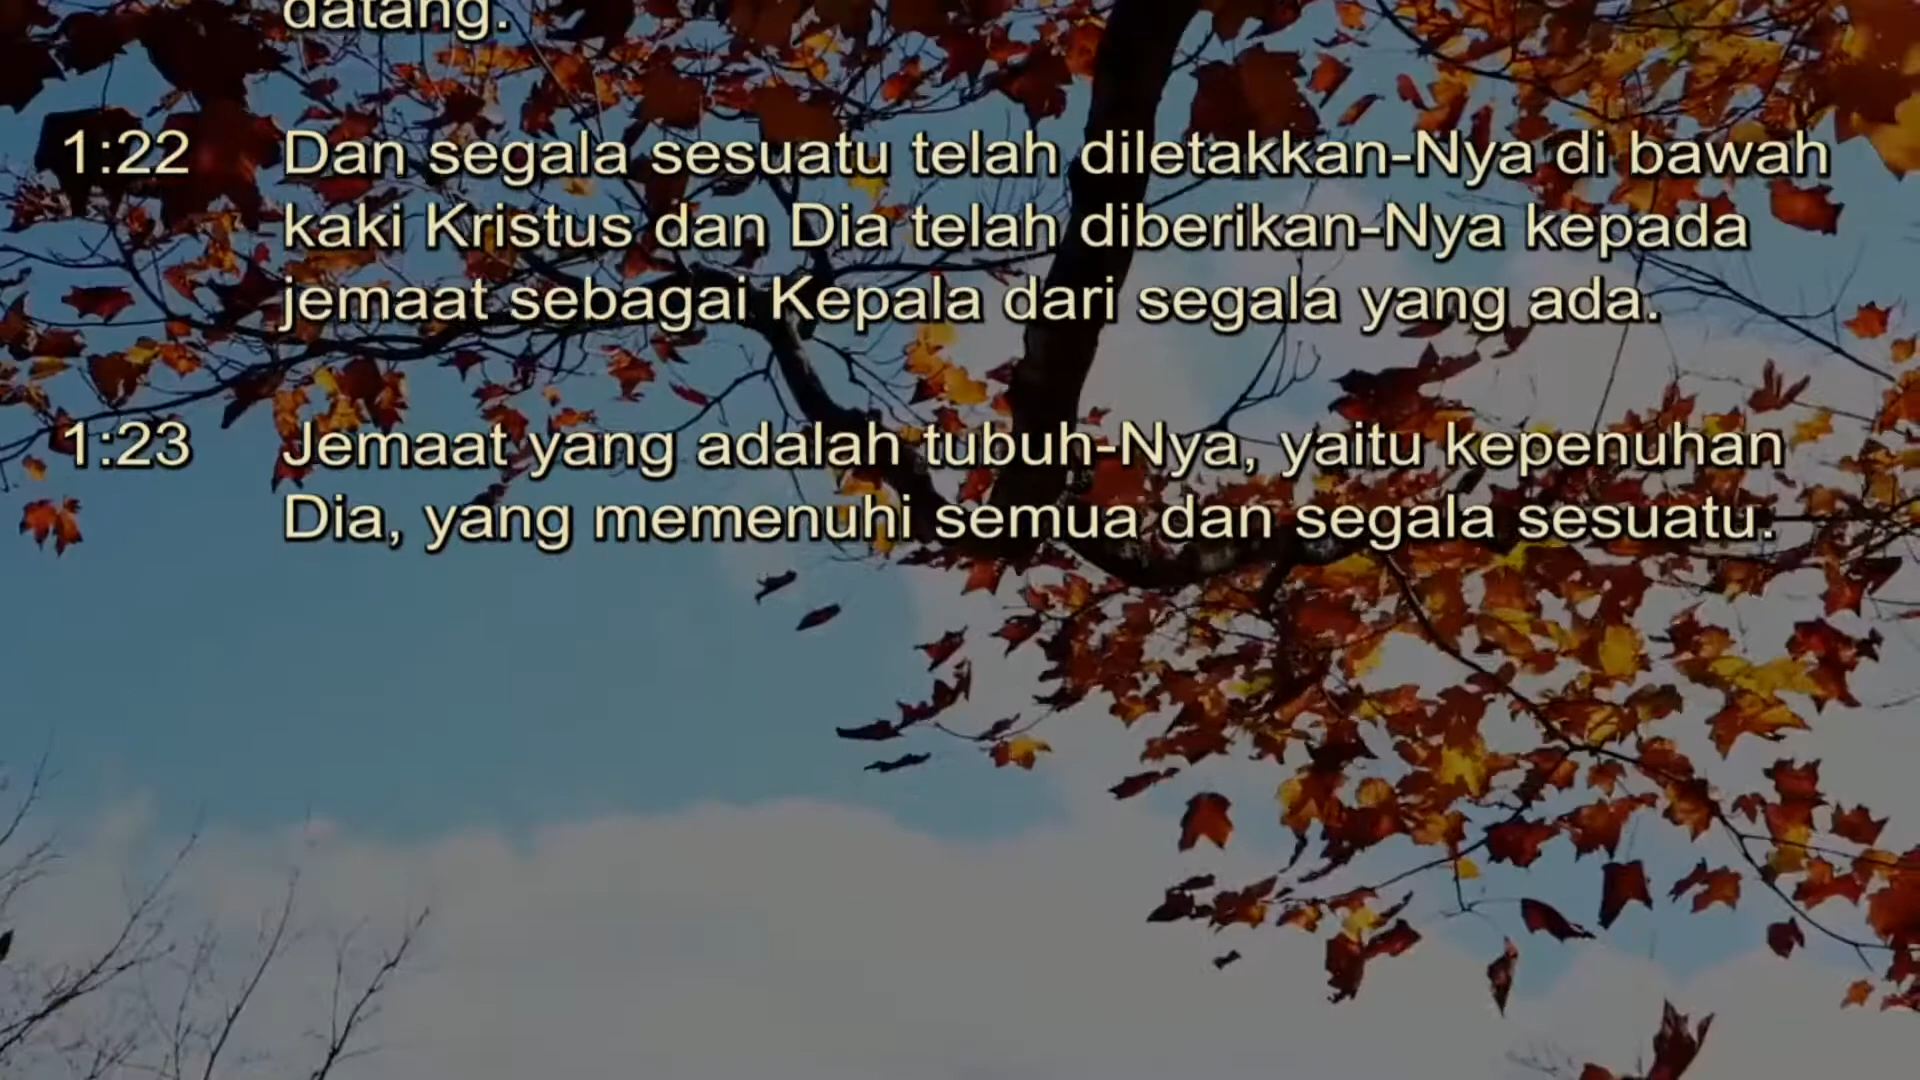 datang.
1:22 Dan segala sesuatu telah diletakkan-Nya di bawah
kaki Kristus dan Dia telah diberikan-Nya kepada
jemaat sebagai Kepala dari segala yang ada.
1:23 Jemaat yang adalah tubuh-Nya, yaitu kepenuhan
Dia, yang memenuhi semua dan segala sesuatu.